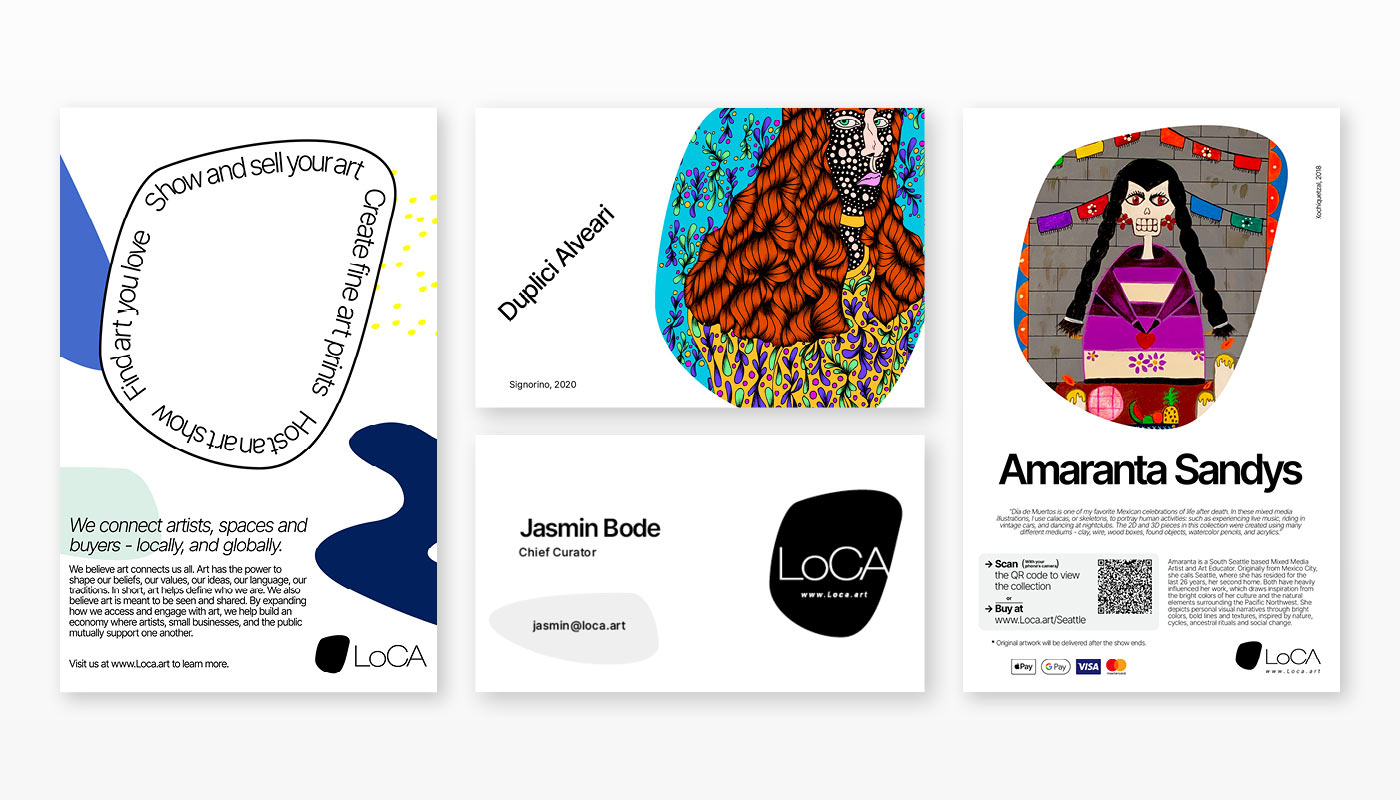 Show and sell your art
Create fine art prints
Host an art show
Find art you love
We connect artists, spaces and
buyers - locally, and globally.
We believe art connects us all. Art has the power to
shape our beliefs, our values, our ideas, our language, our
traditions. In short, art helps define who we are. We also
believe art is meant to be seen and shared. By expanding
how we access and engage with art, we help build an
economy where artists, small businesses, and the public
mutually support one another.
Visit us at www.Loca.art to learn more.
LoCA
Duplici Alveari
Signorino, 2020
Jasmin Bode
Chief Curator
jasmin@loca.art
LoCA
www.Loca.art
Xochiquetzal, 2018
Amaranta Sandys
"Día de Muertos is one of my favorite Mexican celebrations of life after death. In these mixed media
illustrations, I use calacas, or skeletons, to portray human activities: such as experiencing live music, riding in
vintage cars, and dancing at nightclubs. The 2D and 3D pieces in this collection were created using many
different mediums - clay, wire, wood boxes, found objects, watercolor pencils, and acrylics."
→ Scan (With your phone's camera)
the QR code to view
the collection
or
→ Buy at
www.Loca.art/Seattle
* Original artwork will be delivered after the show ends.
Pay
G Pay
VISA
mastercard
Amaranta is a South Seattle based Mixed Media
Artist and Art Educator. Originally from Mexico City,
she calls Seattle, where she has resided for the
last 26 years, her second home. Both have heavily
influenced her work, which draws inspiration from
the bright colors of her culture and the natural
elements surrounding the Pacific Northwest. She
depicts personal visual narratives through bright
colors, bold lines and textures, inspired by nature,
cycles, ancestral rituals and social change.
LoCA
www.Loca.art